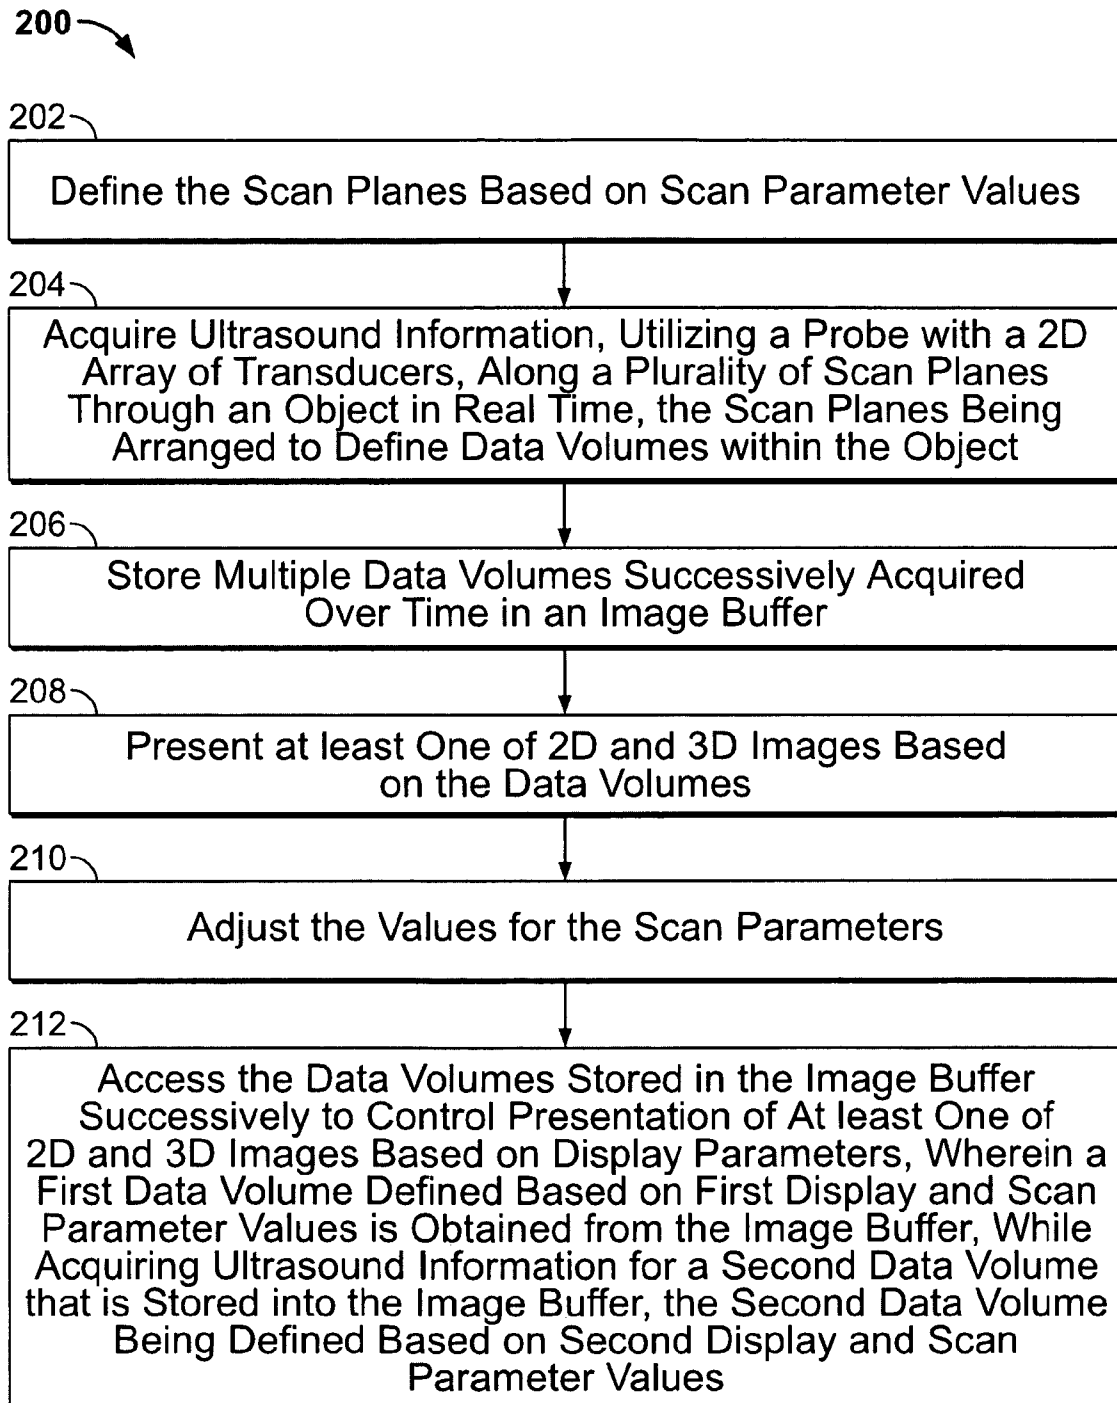 200
202
Define the Scan Planes Based on Scan Parameter Values
204
Acquire Ultrasound Information, Utilizing a Probe with a 2D
Array of Transducers, Along a Plurality of Scan Planes
Through an Object in Real Time, the Scan Planes Being
Arranged to Define Data Volumes within the Object
206
Store Multiple Data Volumes Successively Acquired
Over Time in an Image Buffer
208
Present at least One of 2D and 3D Images Based
on the Data Volumes
210
Adjust the Values for the Scan Parameters
212
Access the Data Volumes Stored in the Image Buffer
Successively to Control Presentation of At least One of
2D and 3D Images Based on Display Parameters, Wherein a
First Data Volume Defined Based on First Display and Scan
Parameter Values is Obtained from the Image Buffer, While
Acquiring Ultrasound Information for a Second Data Volume
that is Stored into the Image Buffer, the Second Data Volume
Being Defined Based on Second Display and Scan
Parameter Values